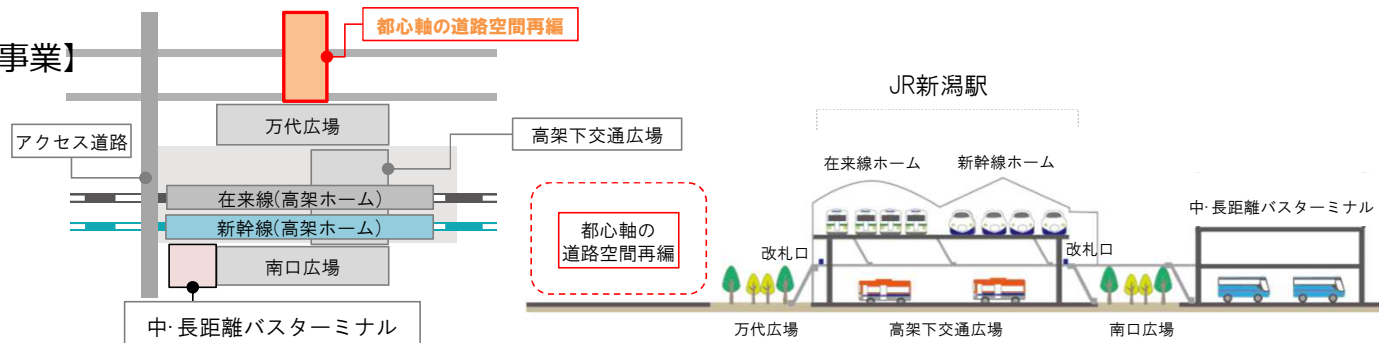 都心軸の道路空間再編
事業】
万代広場
アクセス道路
高架下交通広場
在来線(高架ホーム)
新幹線(高架ホーム)
南口広場
中･長距離バスターミナル
JR新潟駅
在来線ホーム
新幹線ホーム
中･長距離バスターミナル
都心軸の
道路空間再編
改札口
改札口
万代広場
高架下交通広場
南口広場